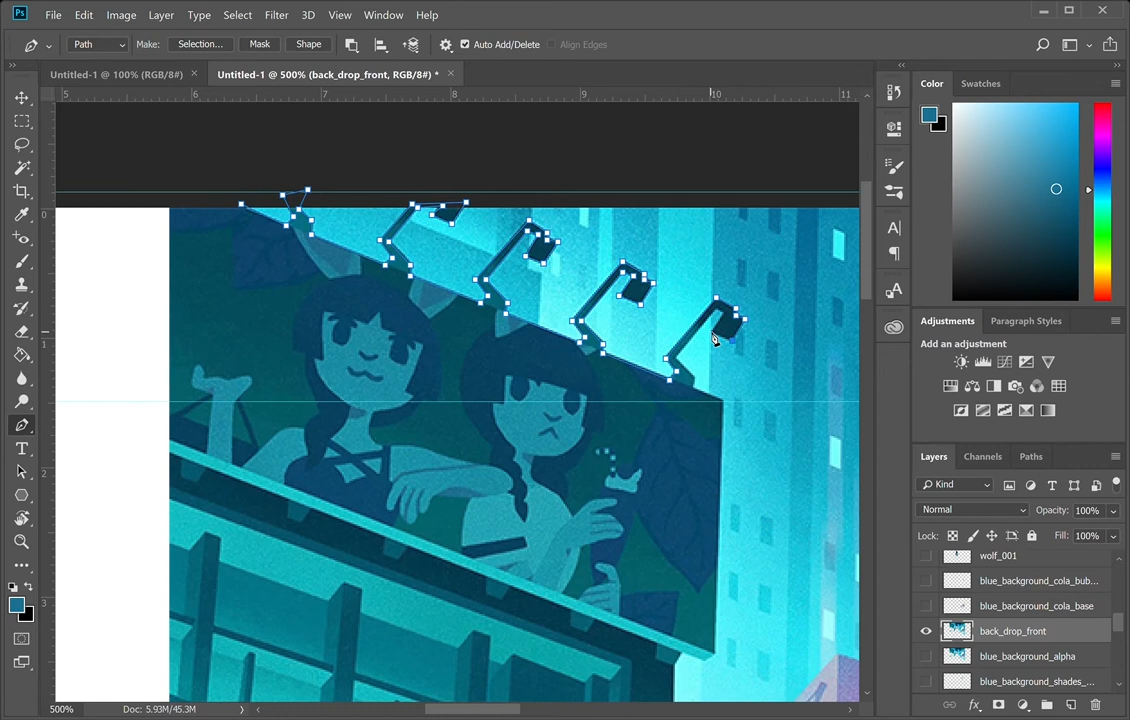 Ps File Edit Image Layer Type Select Filter 3D View Window Help
Path Make: Selection... Mask Shape Auto Add/Delete Align Edges
Untitled-1 @ 100% (RGB/8#) Untitled-1 @ 500% (back_drop_front, RGB/8#) *
5 6 7 8 9 10 11
0
1
2
3
Color Swatches
Adjustments Paragraph Styles
Add an adjustment
Layers Channels Paths
Kind
Normal Opacity: 100%
Lock: Fill: 100%
wolf_001
blue_background_cola_bub...
blue_background_cola_base
back_drop_front
blue_background_alpha
blue_background_shades_...
500% Doc: 5.93M/45.3M